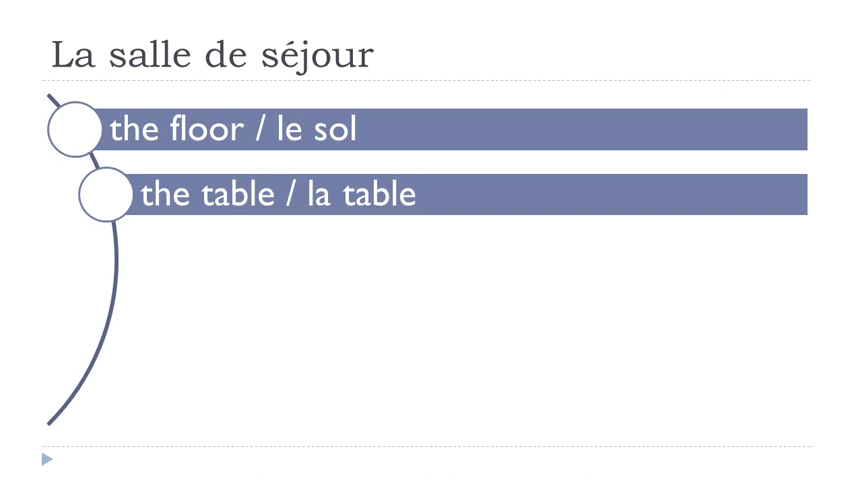 La salle de séjour
the floor / le sol
the table / la table